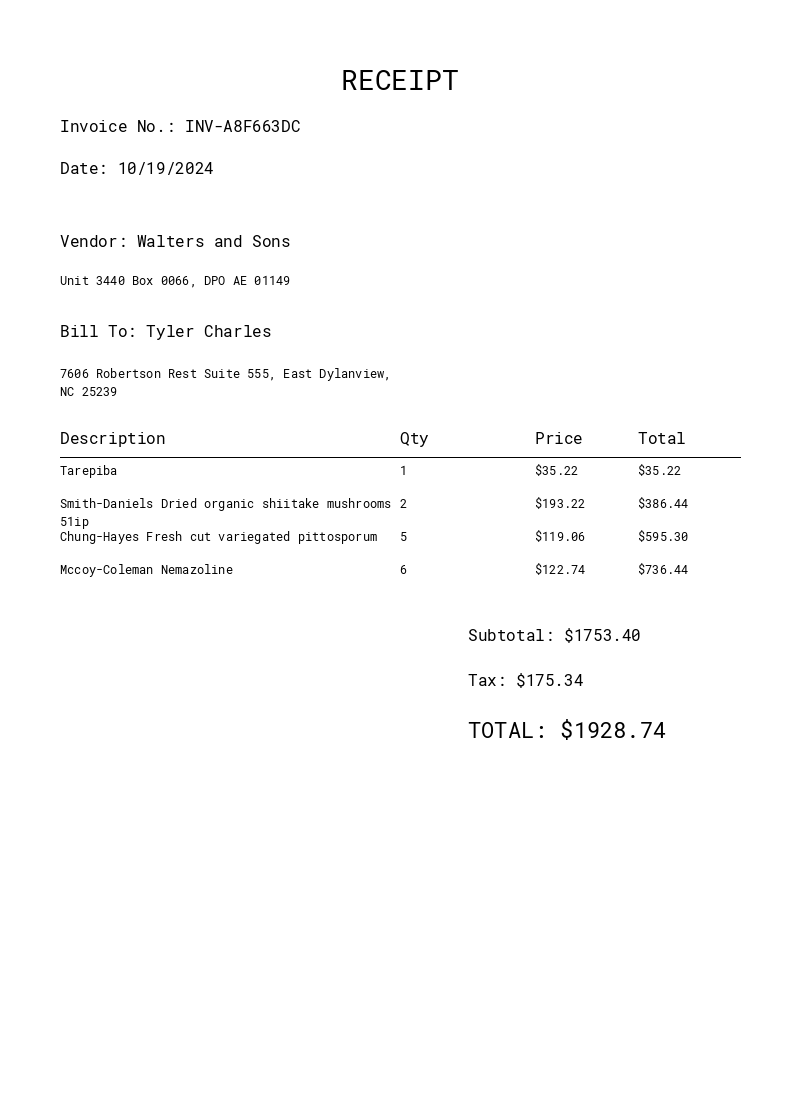 RECEIPT
Invoice No.: INV-A8F663DC
Date: 10/19/2024
Vendor: Walters and Sons
Unit 3440 Box 0066, DPO AE 01149
Bill To: Tyler Charles
7606 Robertson Rest Suite 555, East Dylanview,
NC 25239
Description Qty Price Total
Tarepiba 1 $35.22 $35.22
Smith-Daniels Dried organic shiitake mushrooms 2 $193.22 $386.44
51ip
Chung-Hayes Fresh cut variegated pittosporum 5 $119.06 $595.30
Mccoy-Coleman Nemazoline 6 $122.74 $736.44
Subtotal: $1753.40
Tax: $175.34
TOTAL: $1928.74